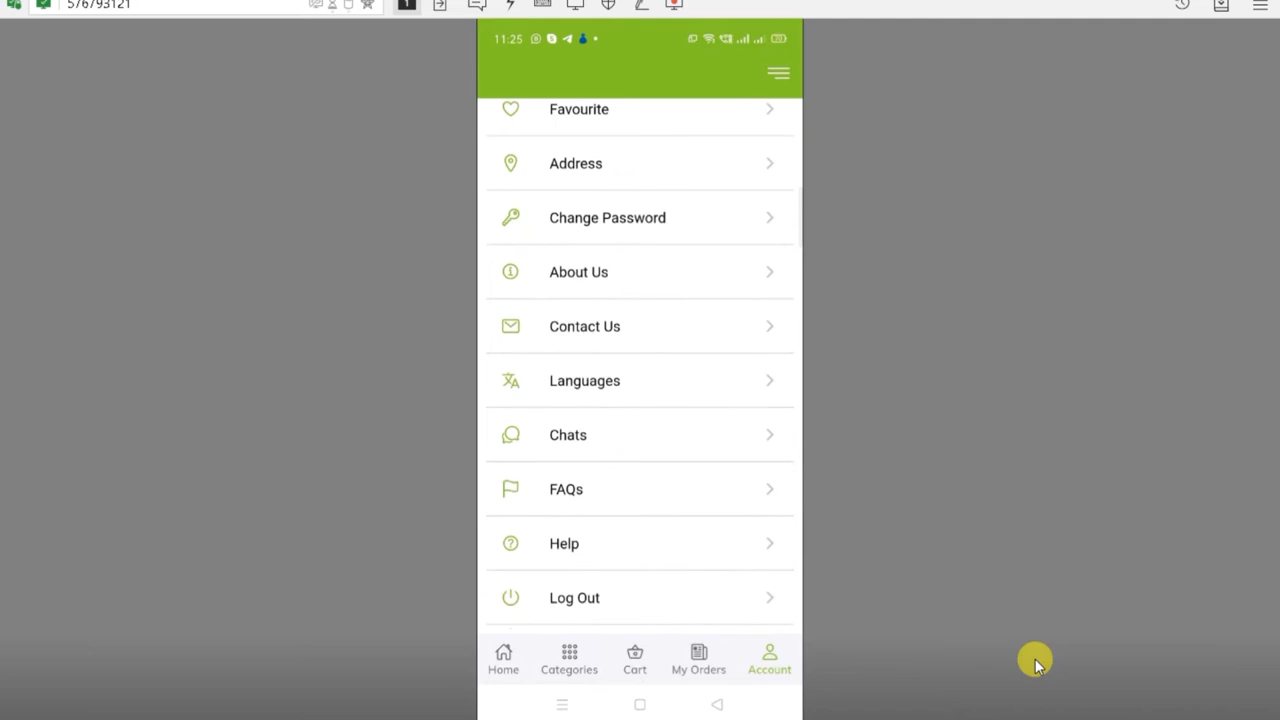 576793121
1
11:25
Favourite
Address
Change Password
About Us
Contact Us
Languages
Chats
FAQs
Help
Log Out
Home Categories Cart My Orders Account